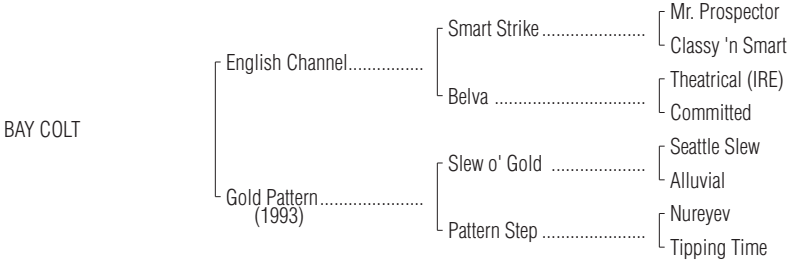 Mr. Prospector
Smart Strike......................
Classy 'n Smart
English Channel................
Theatrical (IRE)
Belva ................................
Committed
BAY COLT
Seattle Slew
Slew o' Gold ....................
Alluvial
Gold Pattern......................
(1993)
Nureyev
Pattern Step ......................
Tipping Time